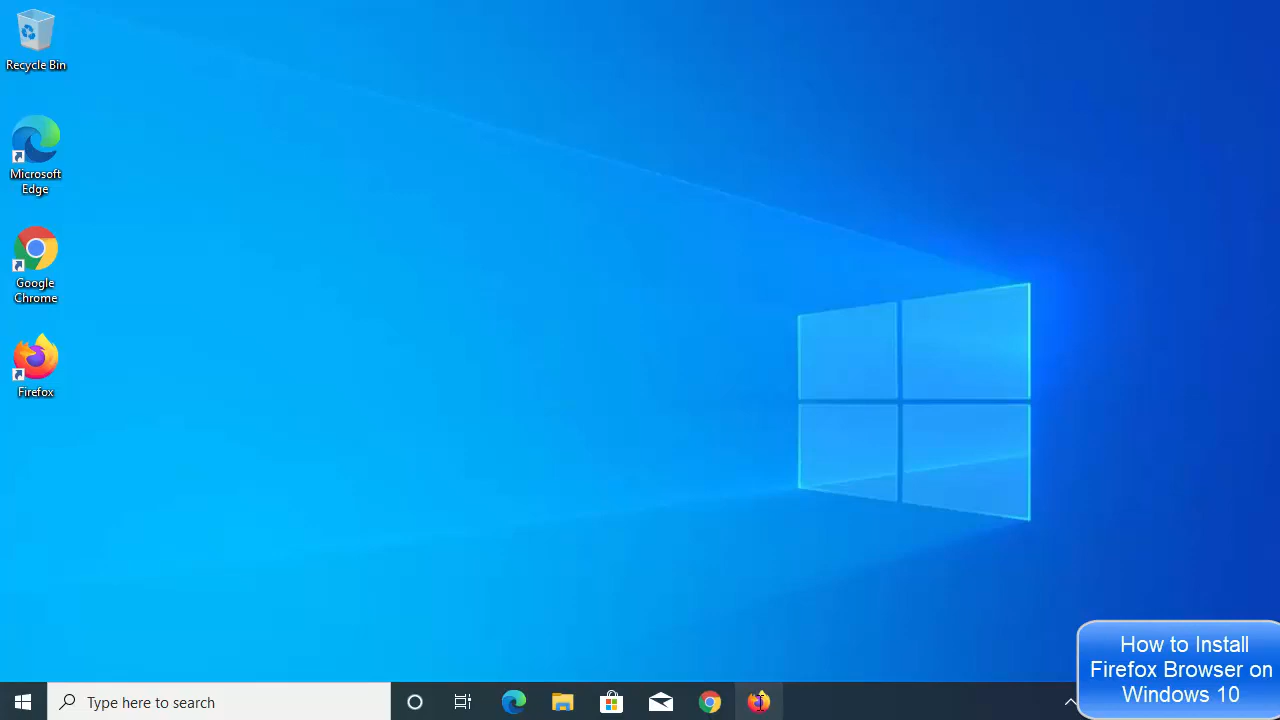 Recycle Bin
Microsoft
Edge
Google
Chrome
Firefox
Type here to search
How to Install
Firefox Browser on
Windows 10